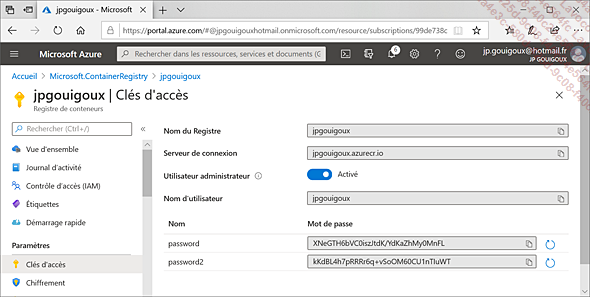 jpgouigoux - Microsoft Azure
https://portal.azure.com/#@jpgouigouxhotmail.onmicrosoft.com/resource/subscriptions/99de738c
Microsoft Azure
Rechercher dans les ressources, services et documents (G
6
jp.gouigoux@hotmail.fr
JP GOUIGOUX
Accueil > Microsoft.ContainerRegistry > jpgouigoux
jpgouigoux | Clés d'accès
Registre de conteneurs
Rechercher (Ctrl+/)
«
Vue d'ensemble
Journal d'activité
Contrôle d'accès (IAM)
Étiquettes
Démarrage rapide
Paramètres
Clés d'accès
Chiffrement
Nom du Registre
jpgouigoux
Serveur de connexion
jpgouigoux.azurecr.io
Utilisateur administrateur
Activé
Nom d'utilisateur
jpgouigoux
Nom
Mot de passe
password
XNeGTH6bVC0iszJtdK/YdKaZhMy0MnFL
password2
kKdBL4h7pRRRr6q+vSoOM60CU1nTIuWT